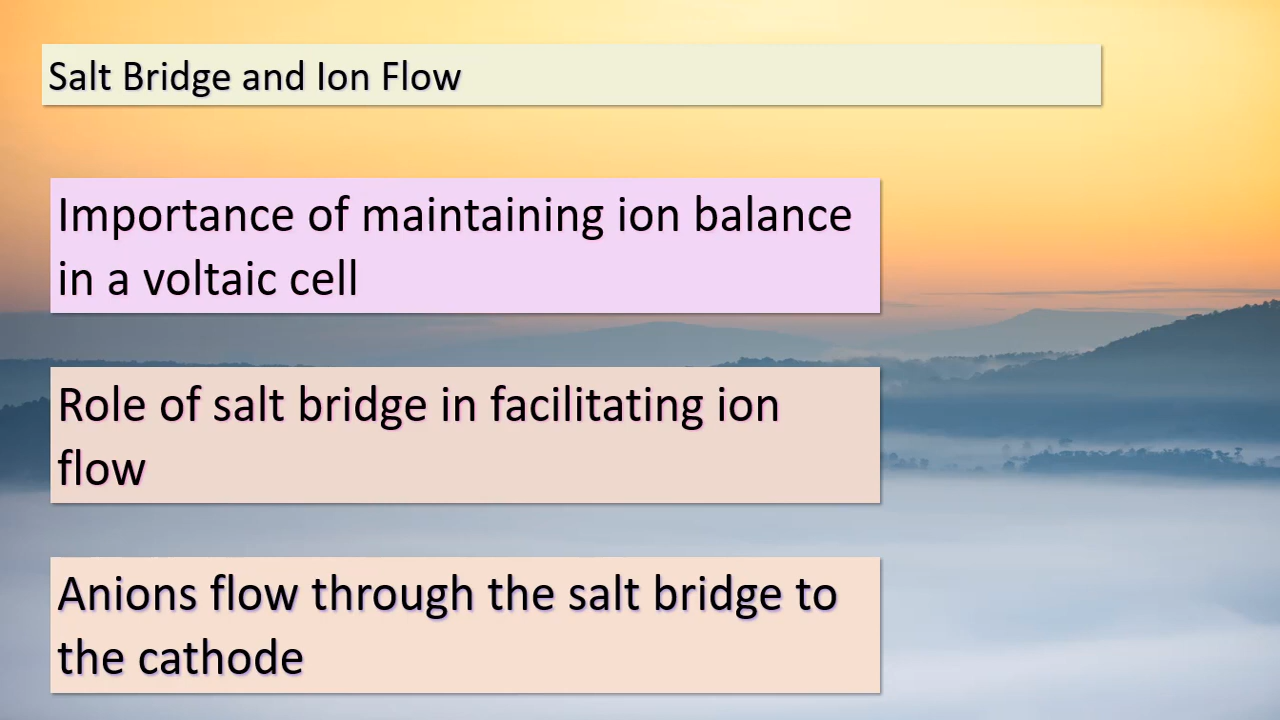 Salt Bridge and Ion Flow
Importance of maintaining ion balance
in a voltaic cell
Role of salt bridge in facilitating ion
flow
Anions flow through the salt bridge to
the cathode